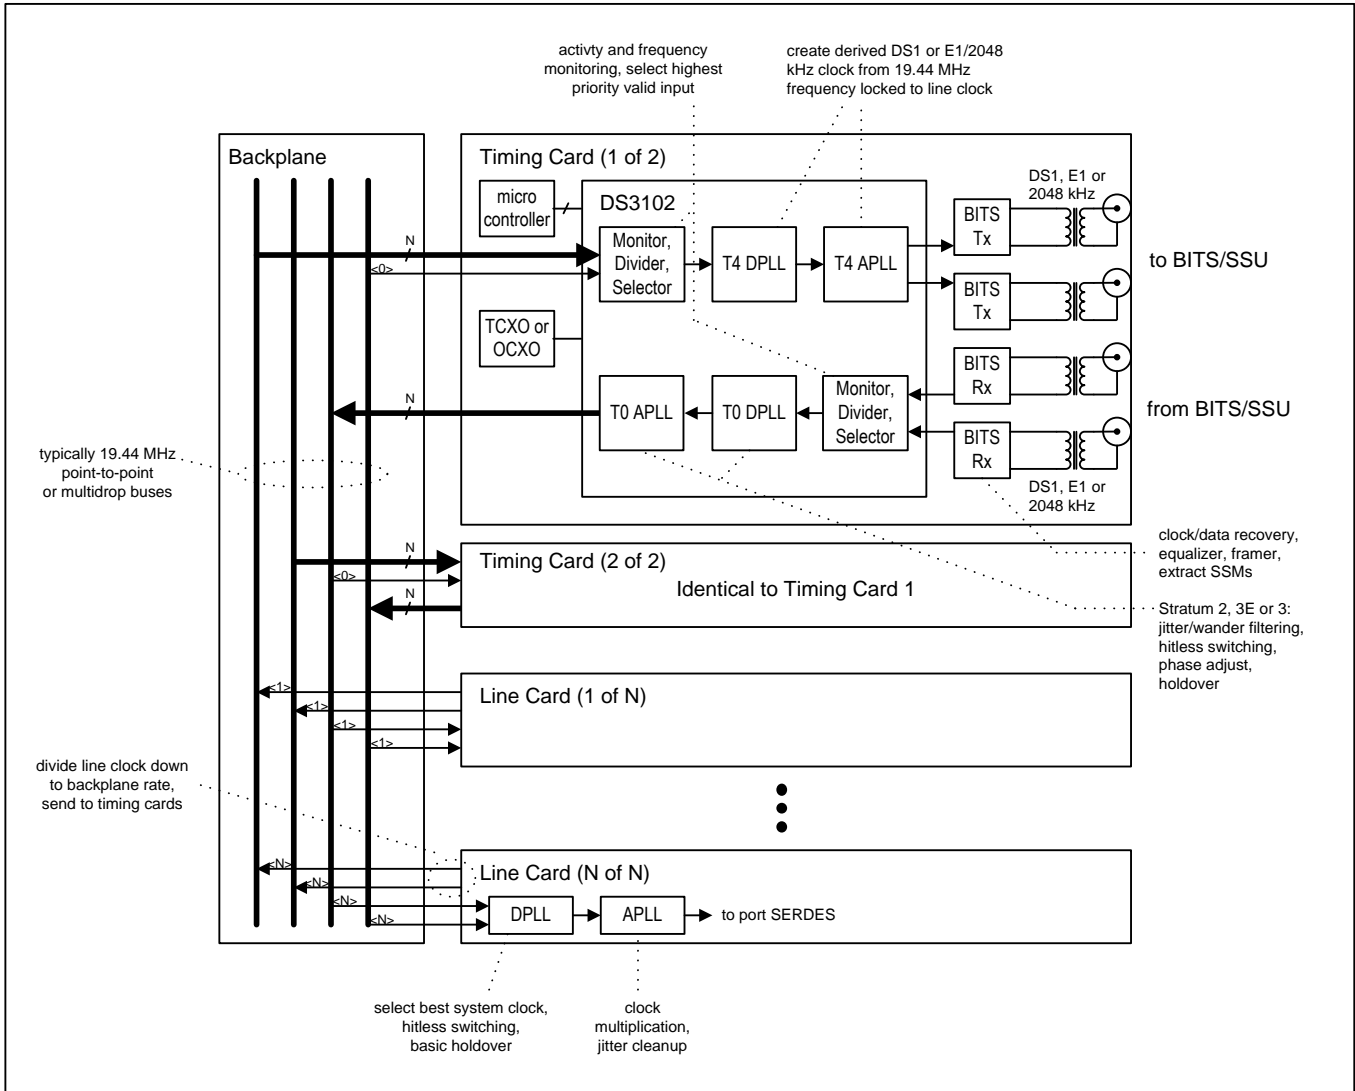 activty and frequency
monitoring, select highest
priority valid input
create derived DS1 or E1/2048
kHz clock from 19.44 MHz
frequency locked to line clock
Backplane
Timing Card (1 of 2)
micro
controller
DS3102
DS1, E1 or
2048 kHz
BITS
Tx
N
Monitor,
Divider,
Selector
T4 DPLL
T4 APLL
to BITS/SSU
<0>
BITS
Tx
TCXO or
OCXO
BITS
Rx
N
T0 APLL
T0 DPLL
Monitor,
Divider,
Selector
from BITS/SSU
BITS
Rx
typically 19.44 MHz
point-to-point
or multidrop buses
DS1, E1 or
2048 kHz
clock/data recovery,
equalizer, framer,
extract SSMs
N
Timing Card (2 of 2)
<0>
Identical to Timing Card 1
N
Stratum 2, 3E or 3:
jitter/wander filtering,
hitless switching,
phase adjust,
holdover
<1>
Line Card (1 of N)
<1>
<1>
<1>
divide line clock down
to backplane rate,
send to timing cards
<N>
Line Card (N of N)
<N>
<N>
<N>
DPLL
APLL
to port SERDES
select best system clock,
hitless switching,
basic holdover
clock
multiplication,
jitter cleanup